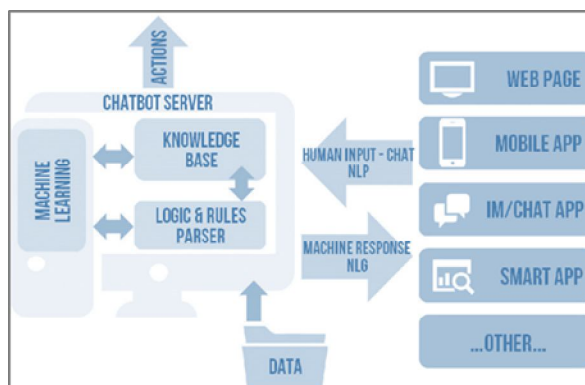 ACTIONS
CHATBOT SERVER
MACHINE
LEARNING
KNOWLEDGE
BASE
LOGIC & RULES
PARSER
HUMAN INPUT - CHAT
NLP
MACHINE RESPONSE
NLG
DATA
WEB PAGE
MOBILE APP
IM/CHAT APP
SMART APP
...OTHER...